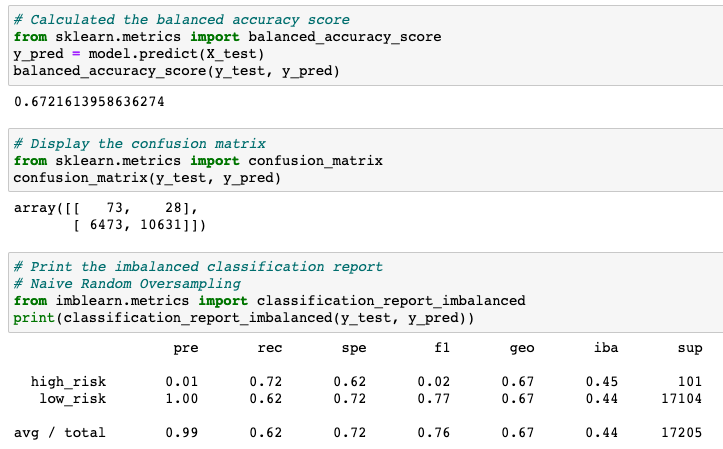 # Calculated the balanced accuracy score
from sklearn.metrics import balanced_accuracy_score
y_pred = model.predict(X_test)
balanced_accuracy_score(y_test, y_pred)
0.6721613958636274
# Display the confusion matrix
from sklearn.metrics import confusion_matrix
confusion_matrix(y_test, y_pred)
array([[   73,    28],
       [ 6473, 10631]])
# Print the imbalanced classification report
# Naive Random Oversampling
from imblearn.metrics import classification_report_imbalanced
print(classification_report_imbalanced(y_test, y_pred))
                   pre       rec       spe        f1       geo       iba       sup
  high_risk       0.01      0.72      0.62      0.02      0.67      0.45       101
   low_risk       1.00      0.62      0.72      0.77      0.67      0.44     17104
avg / total       0.99      0.62      0.72      0.76      0.67      0.44     17205